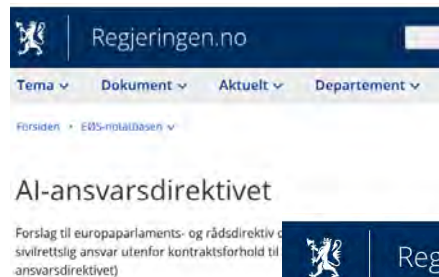 Regjeringen.no
Tema Dokument Aktuelt Departement
Forsiden • EØS-notatbasen
AI-ansvarsdirektivet
Forslag til europaparlaments- og rådsdirektiv
sivilrettslig ansvar utenfor kontraktsforhold til
ansvarsdirektivet)
Reg